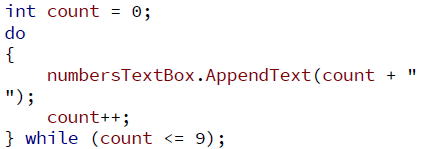 int count = 0;
do
{
    numbersTextBox.AppendText(count + "
");
    count++;
} while (count <= 9);